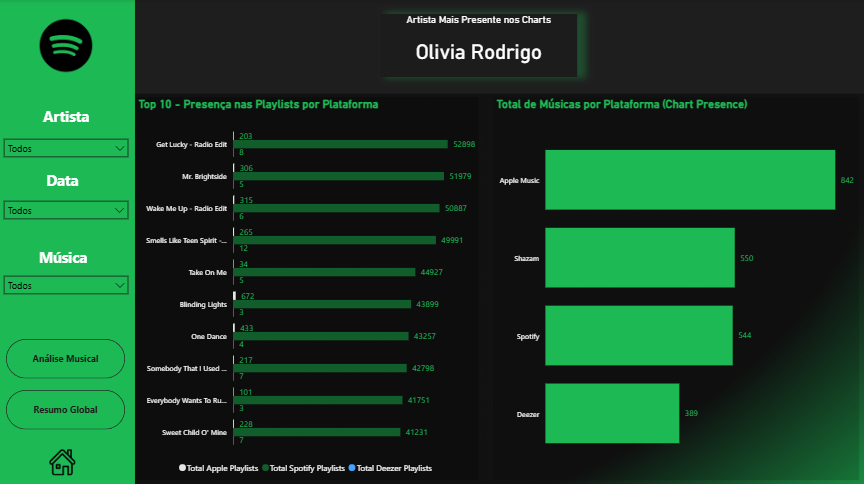 Artista Mais Presente nos Charts
Olivia Rodrigo
Artista
Todos
Data
Todos
Música
Todos
Análise Musical
Resumo Global
Top 10 - Presença nas Playlists por Plataforma
Get Lucky - Radio Edit
203
52898
8
Mr. Brightside
306
51979
5
Wake Me Up - Radio Edit
315
50887
6
Smells Like Teen Spirit -...
265
49991
12
Take On Me
34
44927
5
Blinding Lights
672
43899
3
One Dance
433
43257
4
Somebody That I Used ...
217
42798
7
Everybody Wants To Ru...
101
41751
3
Sweet Child O' Mine
228
41231
7
Total Apple Playlists Total Spotify Playlists Total Deezer Playlists
Total de Músicas por Plataforma (Chart Presence)
Apple Music
842
Shazam
550
Spotify
544
Deezer
389